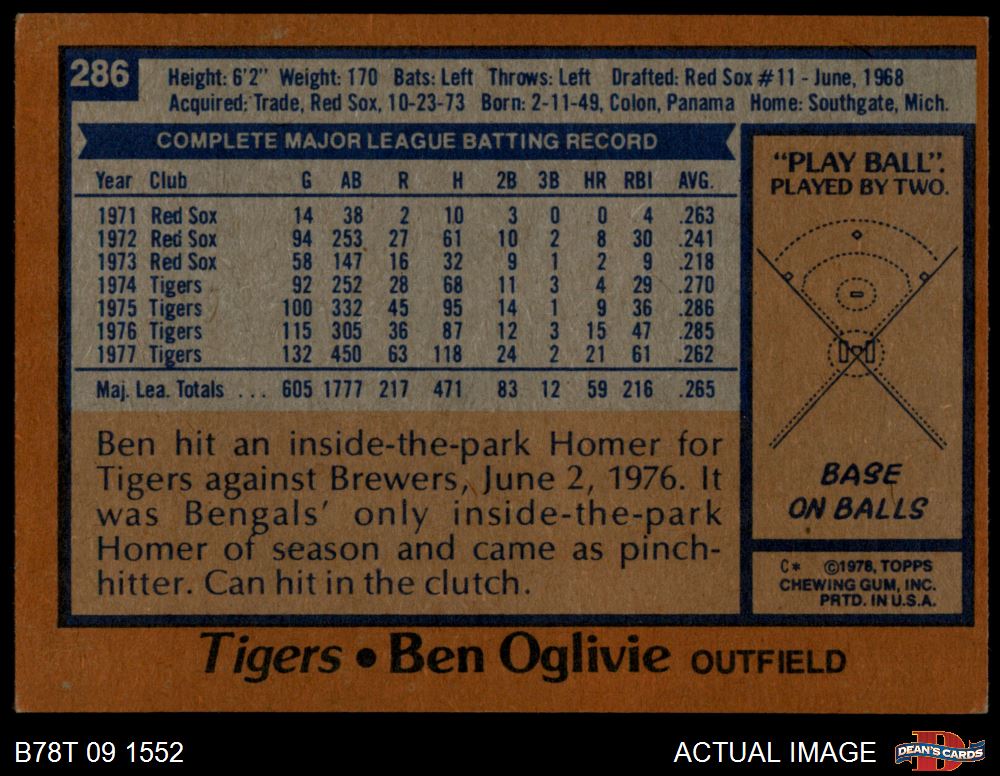 286
Height: 6'2" Weight: 170 Bats: Left Throws: Left Drafted: Red Sox #11 - June, 1968
Acquired: Trade, Red Sox, 10-23-73 Born: 2-11-49, Colon, Panama Home: Southgate, Mich.
COMPLETE MAJOR LEAGUE BATTING RECORD
Year Club G AB R H 2B 3B HR RBI AVG.
1971 Red Sox 14 38 2 10 3 0 0 4 .263
1972 Red Sox 94 253 27 61 10 2 8 30 .241
1973 Red Sox 58 147 16 32 9 1 2 9 .218
1974 Tigers 92 252 28 68 11 3 4 29 .270
1975 Tigers 100 332 45 95 14 1 9 36 .286
1976 Tigers 115 305 36 87 12 3 15 47 .285
1977 Tigers 132 450 63 118 24 2 21 61 .262
Maj. Lea. Totals ... 605 1777 217 471 83 12 59 216 .265
Ben hit an inside-the-park Homer for
Tigers against Brewers, June 2, 1976. It
was Bengals' only inside-the-park
Homer of season and came as pinch-
hitter. Can hit in the clutch.
"PLAY BALL".
PLAYED BY TWO.
BASE
ON BALLS
C* ©1978, TOPPS
CHEWING GUM, INC.
PRTD. IN U.S.A.
Tigers • Ben Oglivie OUTFIELD
B78T 09 1552
ACTUAL IMAGE
D
DEAN'S CARDS